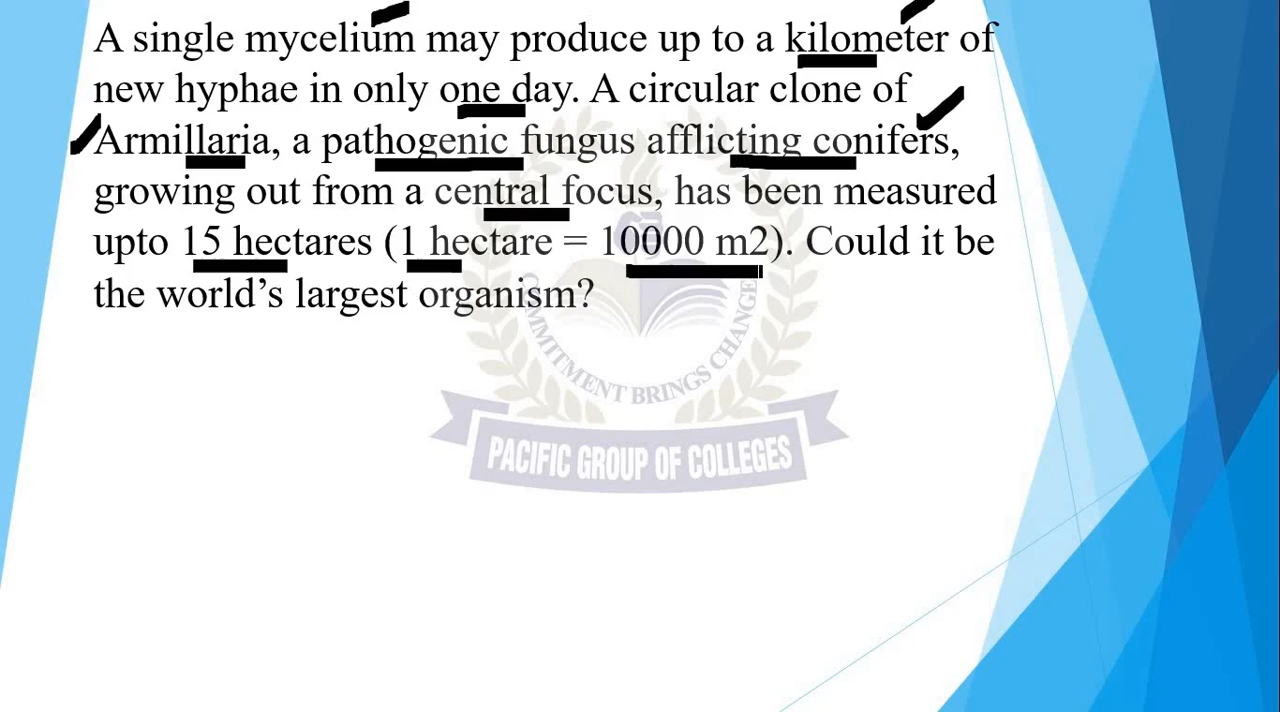 A single mycelium may produce up to a kilometer of
new hyphae in only one day. A circular clone of
Armillaria, a pathogenic fungus afflicting conifers,
growing out from a central focus, has been measured
upto 15 hectares (1 hectare = 10000 m2). Could it be
the world’s largest organism?
COMMITMENT BRINGS CHANGE
PACIFIC GROUP OF COLLEGES